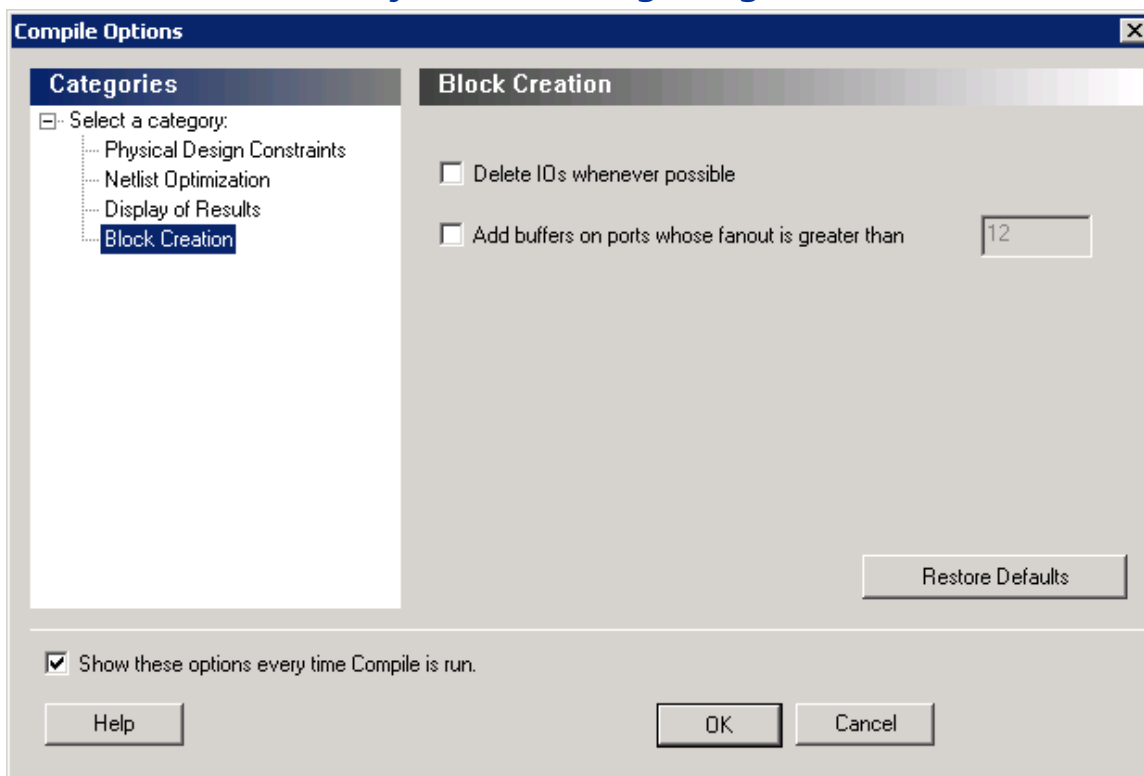 Compile Options
Categories
Select a category:
Physical Design Constraints
Netlist Optimization
Display of Results
Block Creation
Block Creation
Delete IOs whenever possible
Add buffers on ports whose fanout is greater than 12
Restore Defaults
Show these options every time Compile is run.
Help OK Cancel